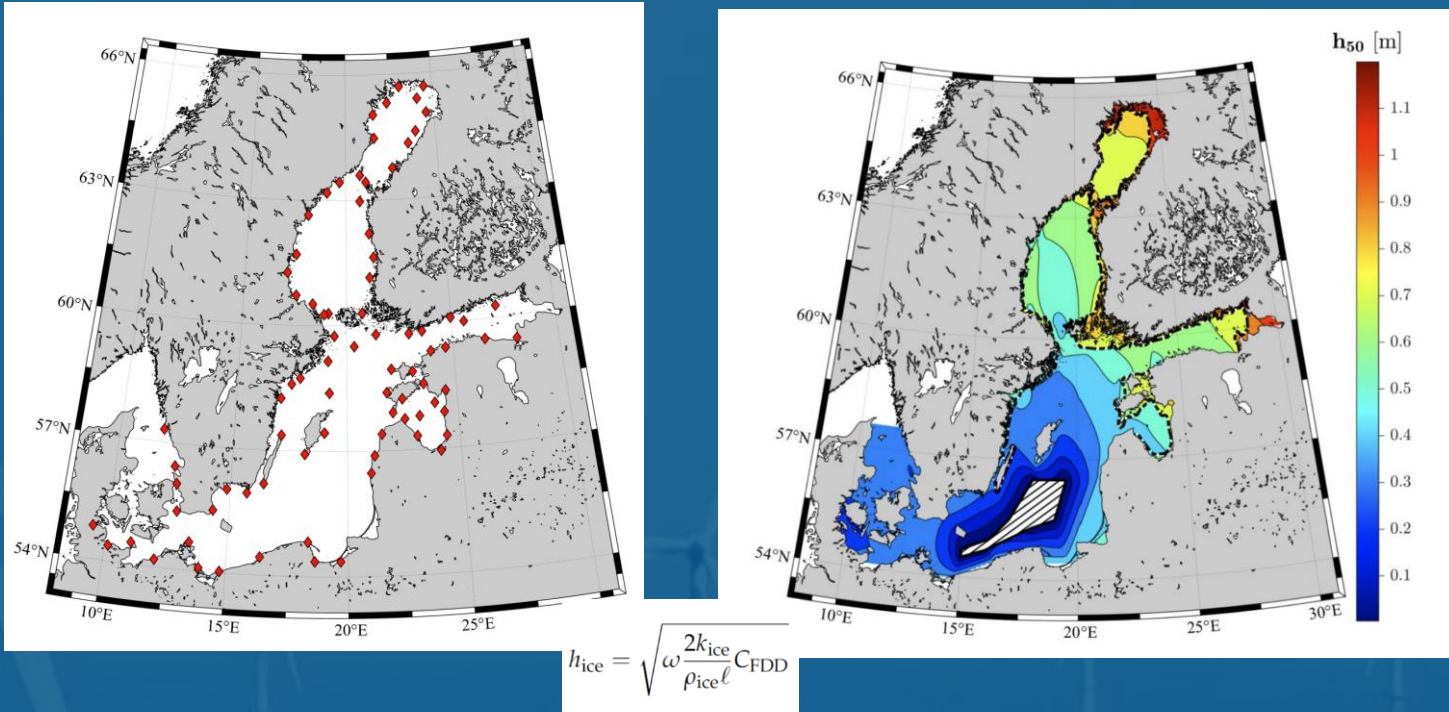 66°N
63°N
60°N
57°N
54°N
10°E
15°E
20°E
25°E
h₅₀ [m]
66°N
63°N
60°N
57°N
54°N
10°E
15°E
20°E
25°E
30°E
1.1
1
0.9
0.8
0.7
0.6
0.5
0.4
0.3
0.2
0.1
h_ice = √(ω 2k_ice / ρ_ice ℓ C_FDD)